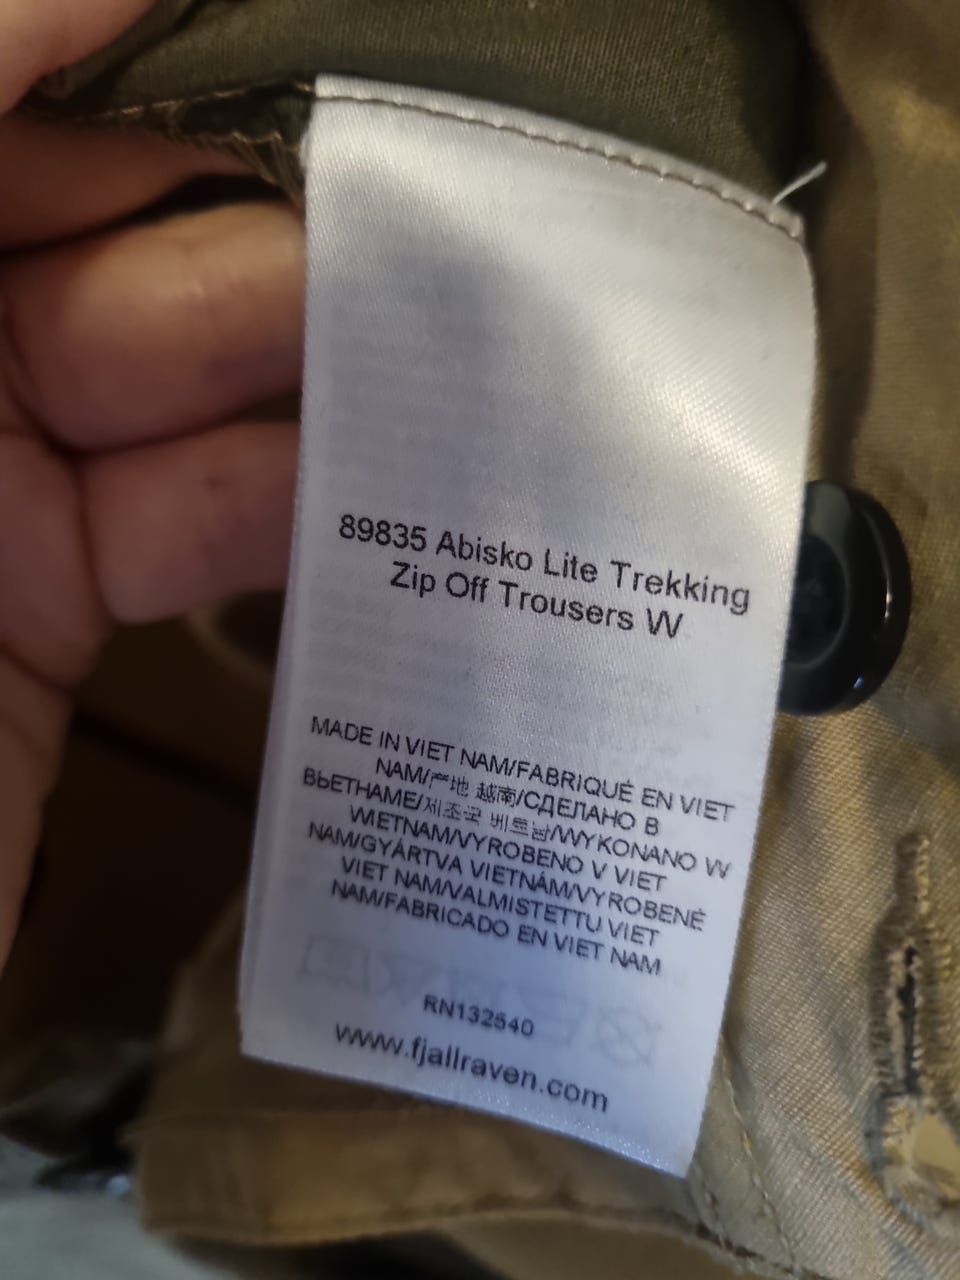 89835 Abisko Lite Trekking
Zip Off Trousers W
MADE IN VIET NAM/FABRIQUÉ EN VIET
NAM/产地 越南/СДЕЛАНО В
ВЬЕТНАМЕ/제조국 베트남/WYKONANO W
WIETNAM/VYROBENO V VIET
NAM/GYÁRTVA VIETNÁM/VYROBENÉ
VIET NAM/VALMISTETTU VIET
NAM/FABRICADO EN VIET NAM
RN132540
www.fjallraven.com